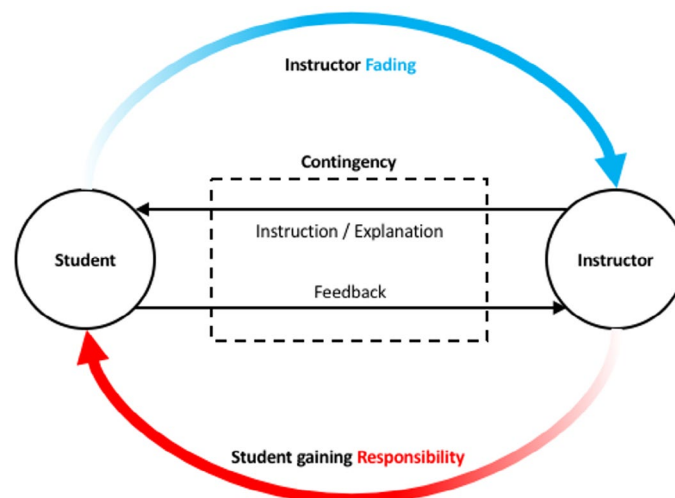 Instructor Fading
Contingency
Instruction / Explanation
Student
Instructor
Feedback
Student gaining Responsibility